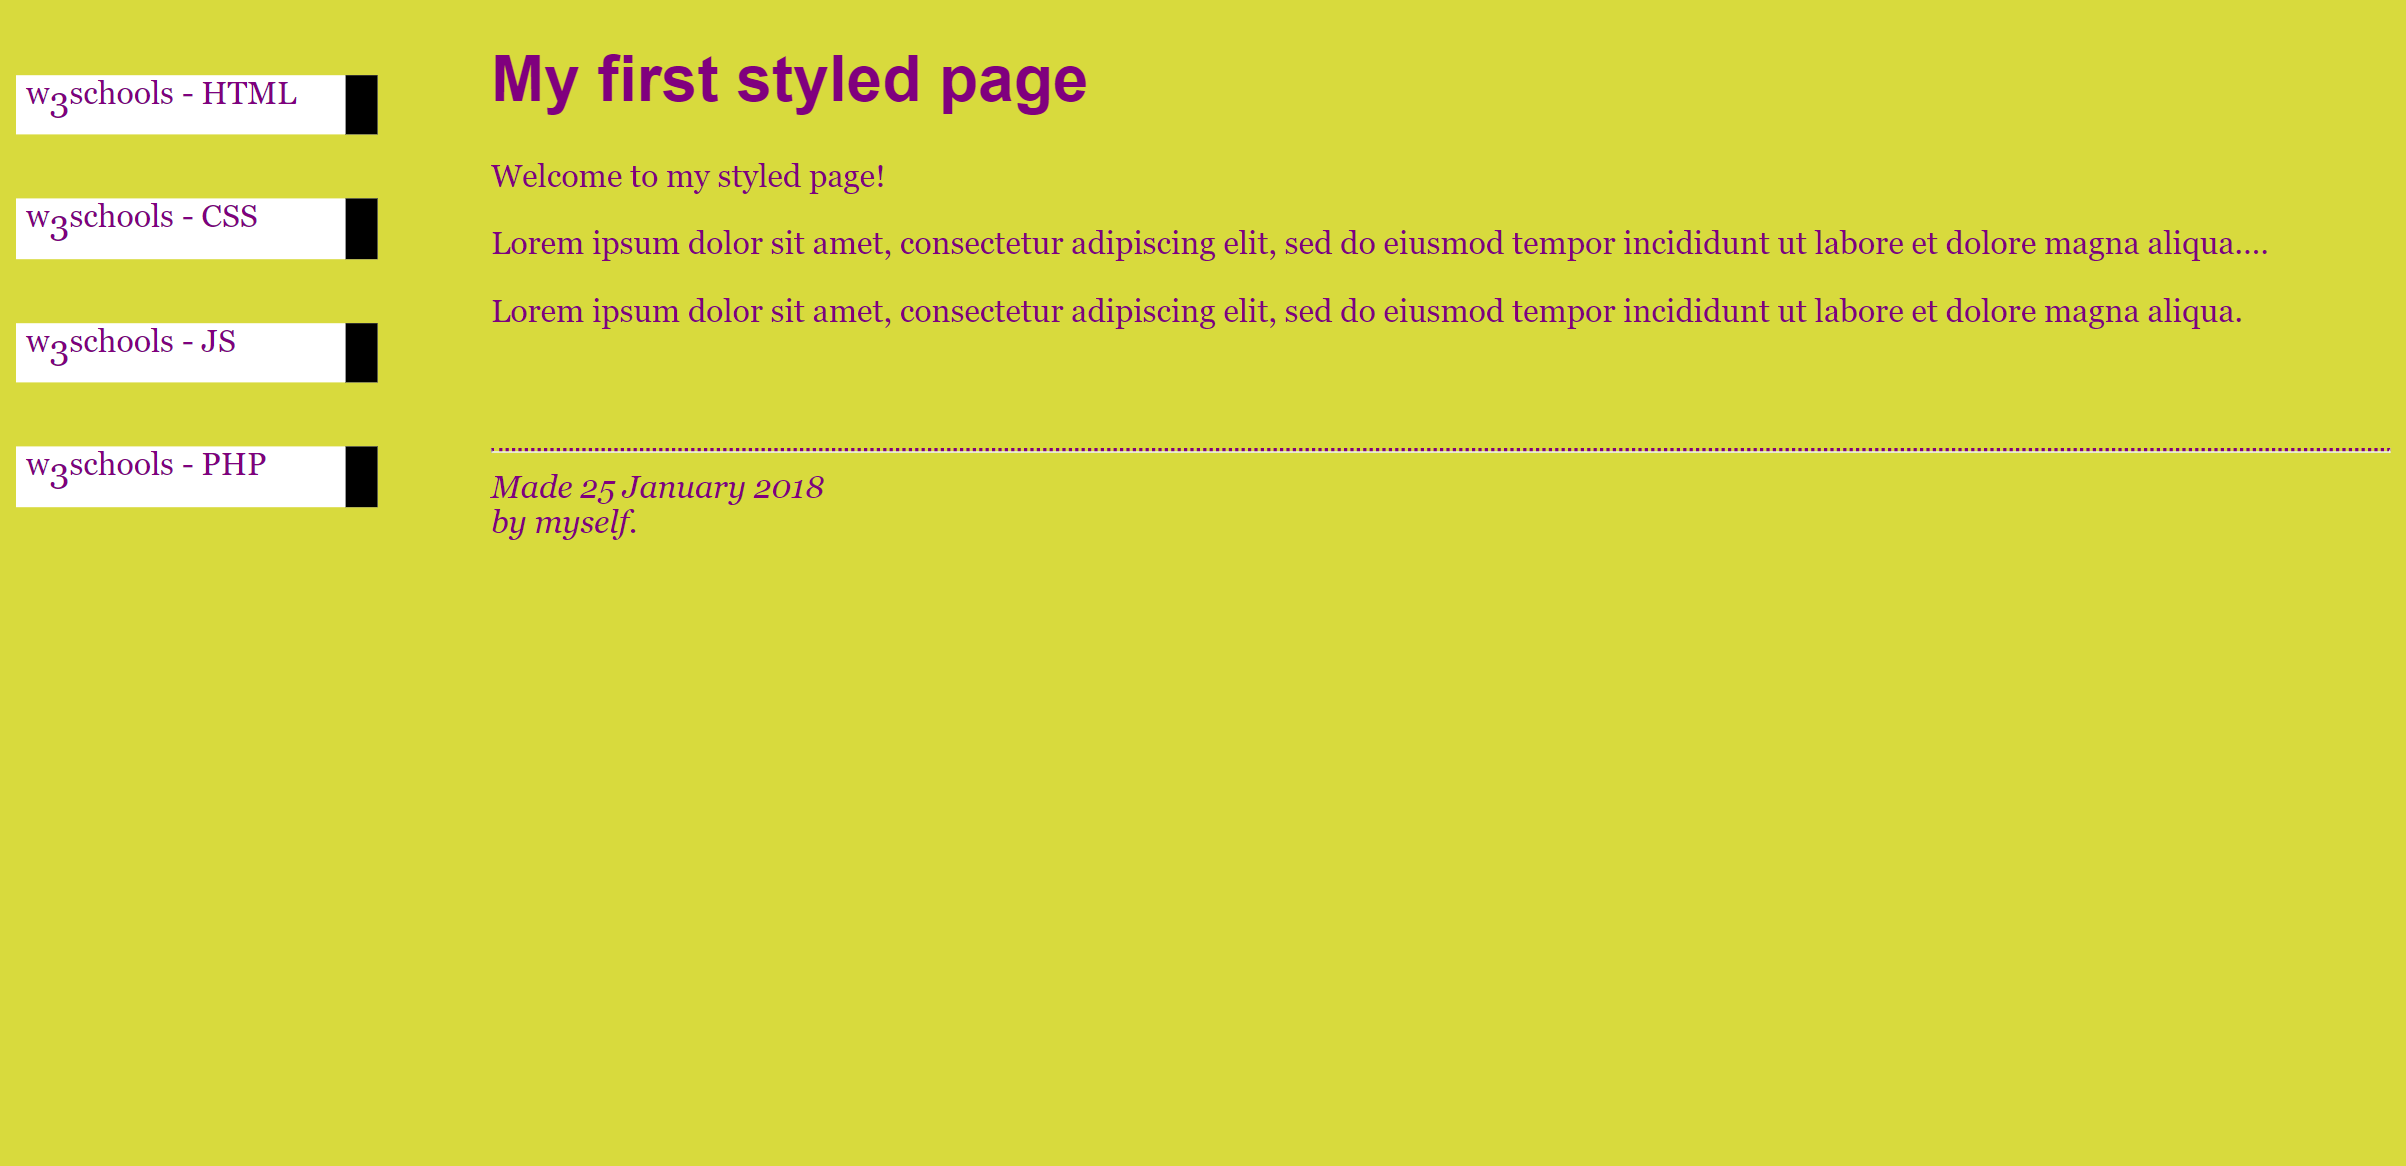 w3schools - HTML
w3schools - CSS
w3schools - JS
w3schools - PHP
My first styled page
Welcome to my styled page!
Lorem ipsum dolor sit amet, consectetur adipiscing elit, sed do eiusmod tempor incididunt ut labore et dolore magna aliqua....
Lorem ipsum dolor sit amet, consectetur adipiscing elit, sed do eiusmod tempor incididunt ut labore et dolore magna aliqua.
Made 25 January 2018
by myself.